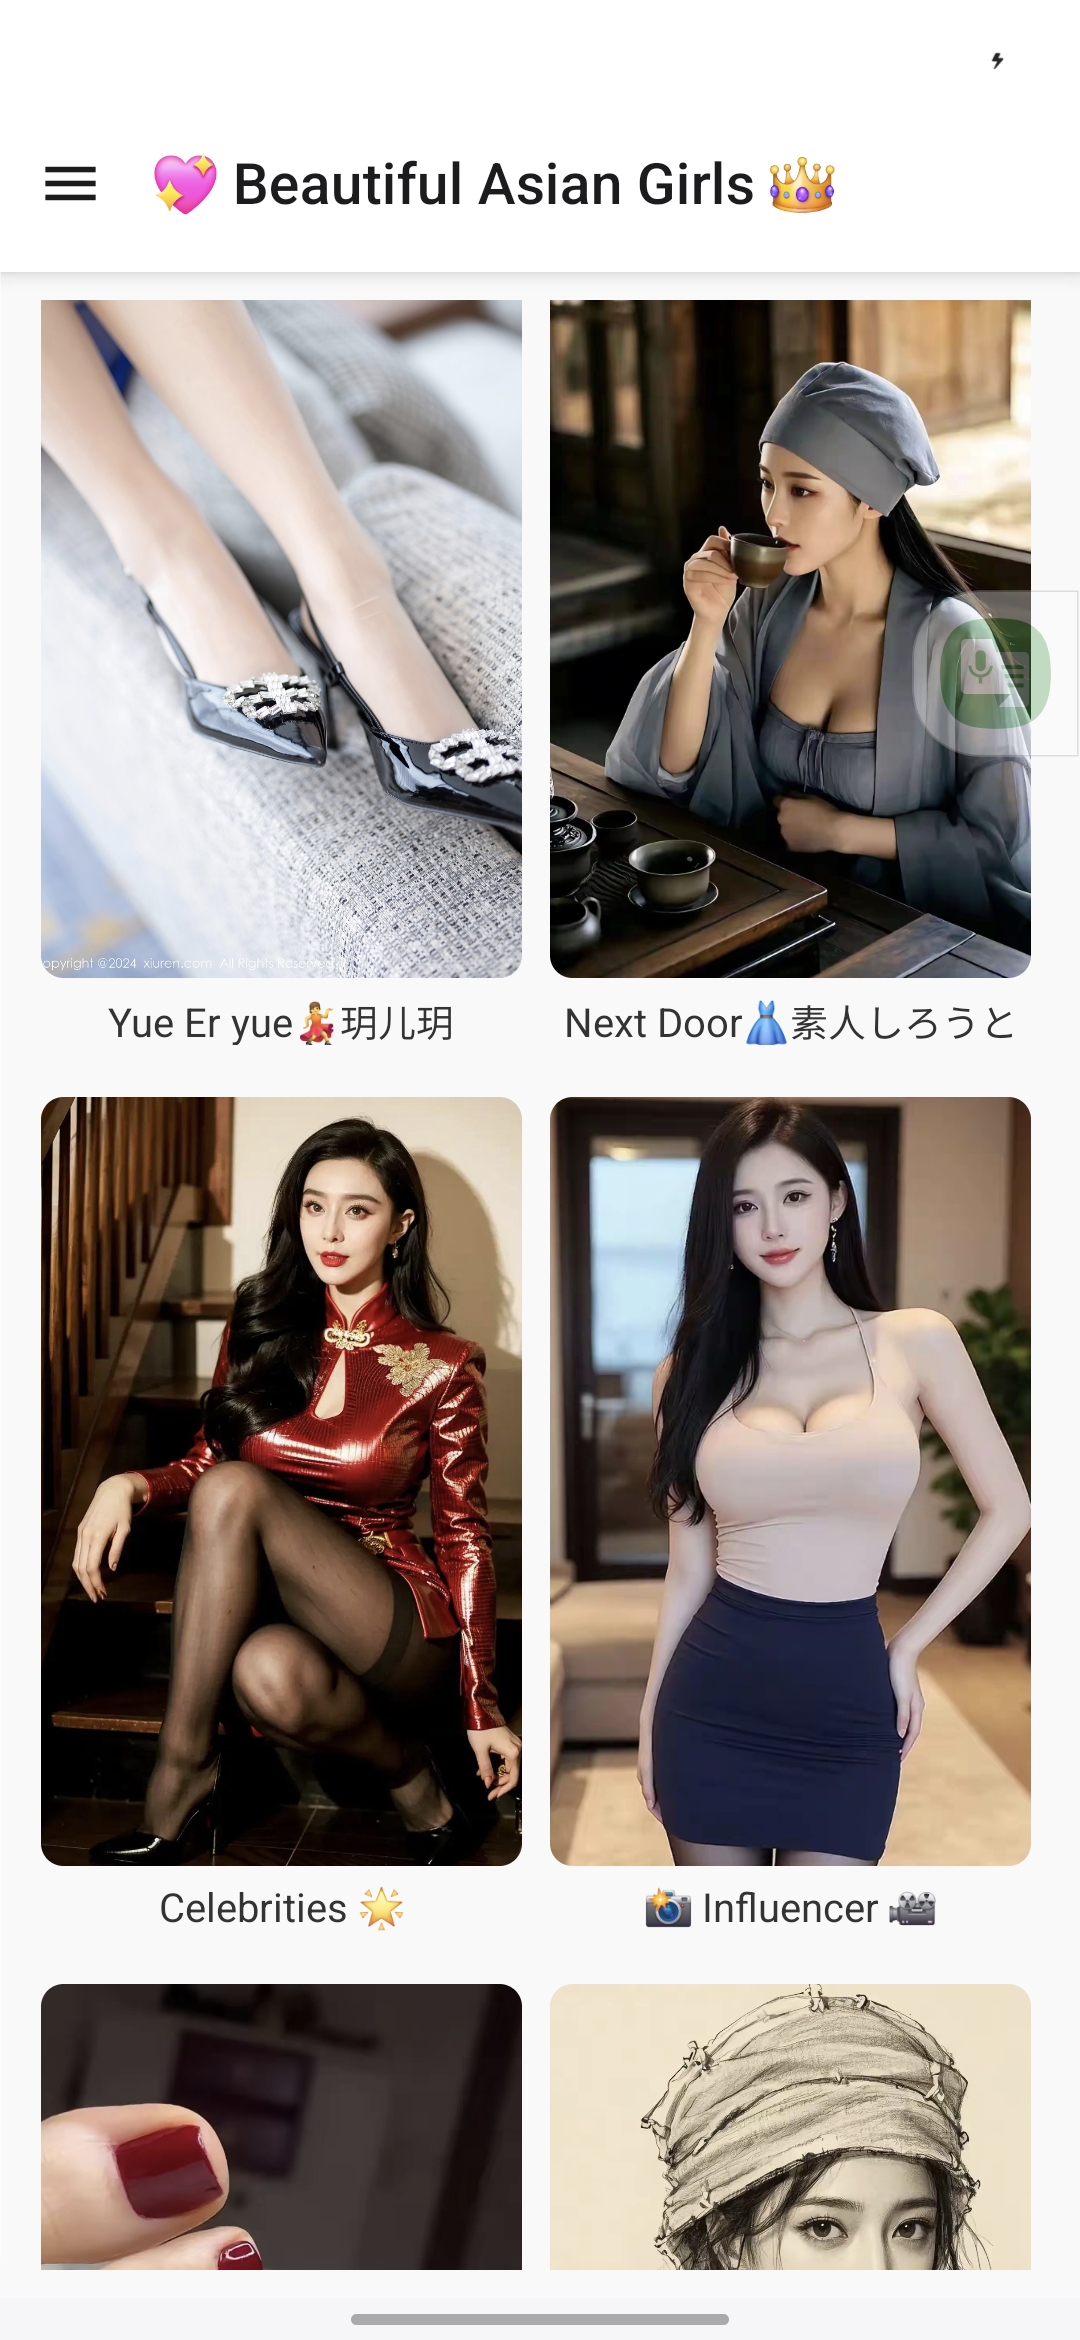 💖 Beautiful Asian Girls 👑
opyright ©2024 xiuren.com All Rights Reserved
Yue Er yue💃玥儿玥
Next Door👗素人しろうと
Celebrities 🌟
📸 Influencer 🎥